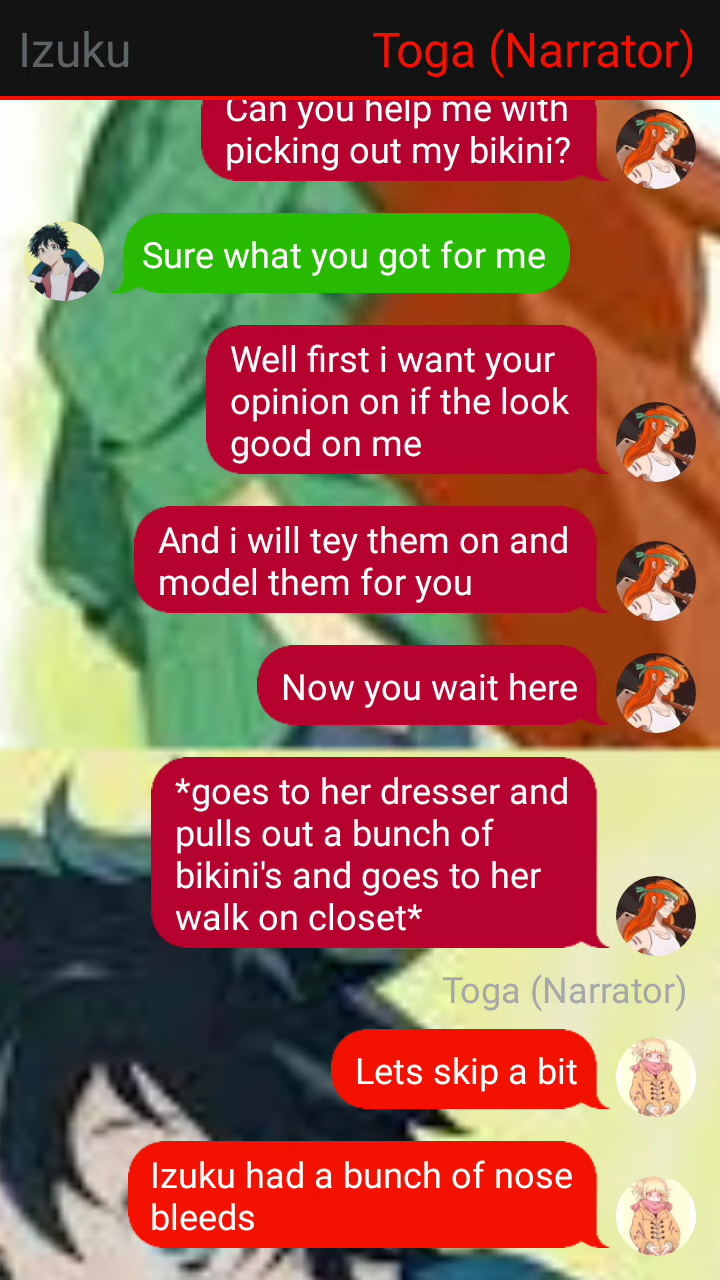 Izuku Toga (Narrator)
Can you help me with
picking out my bikini?
Sure what you got for me
Well first i want your
opinion on if the look
good on me
And i will tey them on and
model them for you
Now you wait here
*goes to her dresser and
pulls out a bunch of
bikini's and goes to her
walk on closet*
Toga (Narrator)
Lets skip a bit
Izuku had a bunch of nose
bleeds